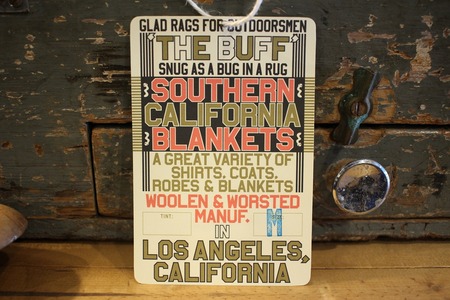 GLAD RAGS FOR OUTDOORSMEN
THE BUFF
SNUG AS A BUG IN A RUG
SOUTHERN
CALIFORNIA
BLANKETS
A GREAT VARIETY OF
SHIRTS, COATS,
ROBES & BLANKETS
WOOLEN & WORSTED
MANUF.
TINT:
M
IN
LOS ANGELES,
CALIFORNIA